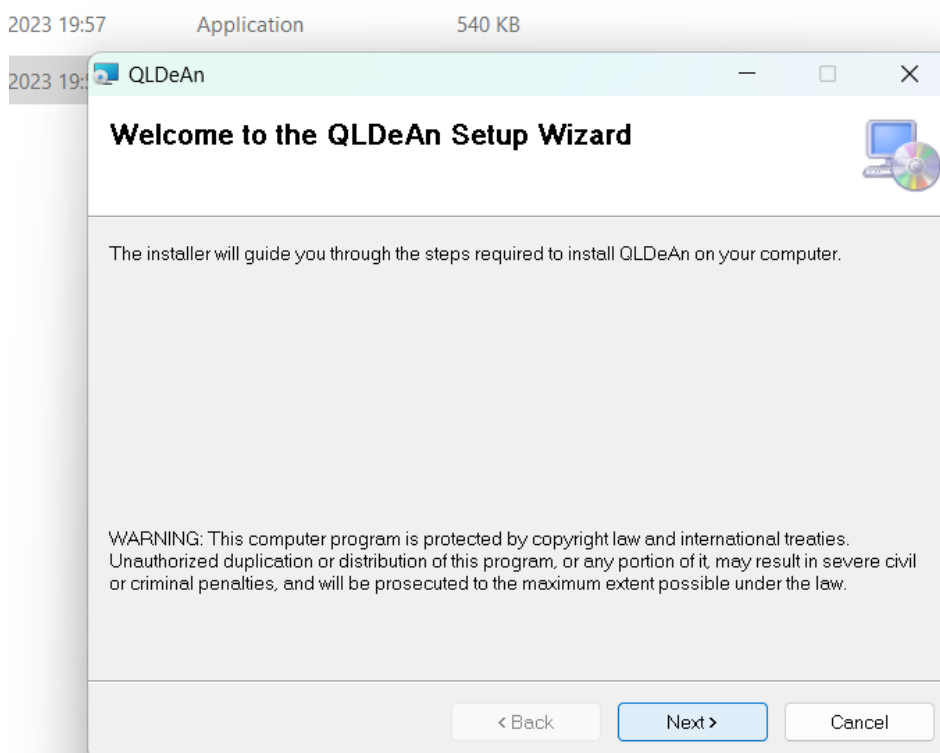 2023 19:57 Application 540 KB
2023 19:
QLDeAn
Welcome to the QLDeAn Setup Wizard
The installer will guide you through the steps required to install QLDeAn on your computer.
WARNING: This computer program is protected by copyright law and international treaties.
Unauthorized duplication or distribution of this program, or any portion of it, may result in severe civil
or criminal penalties, and will be prosecuted to the maximum extent possible under the law.
< Back Next > Cancel